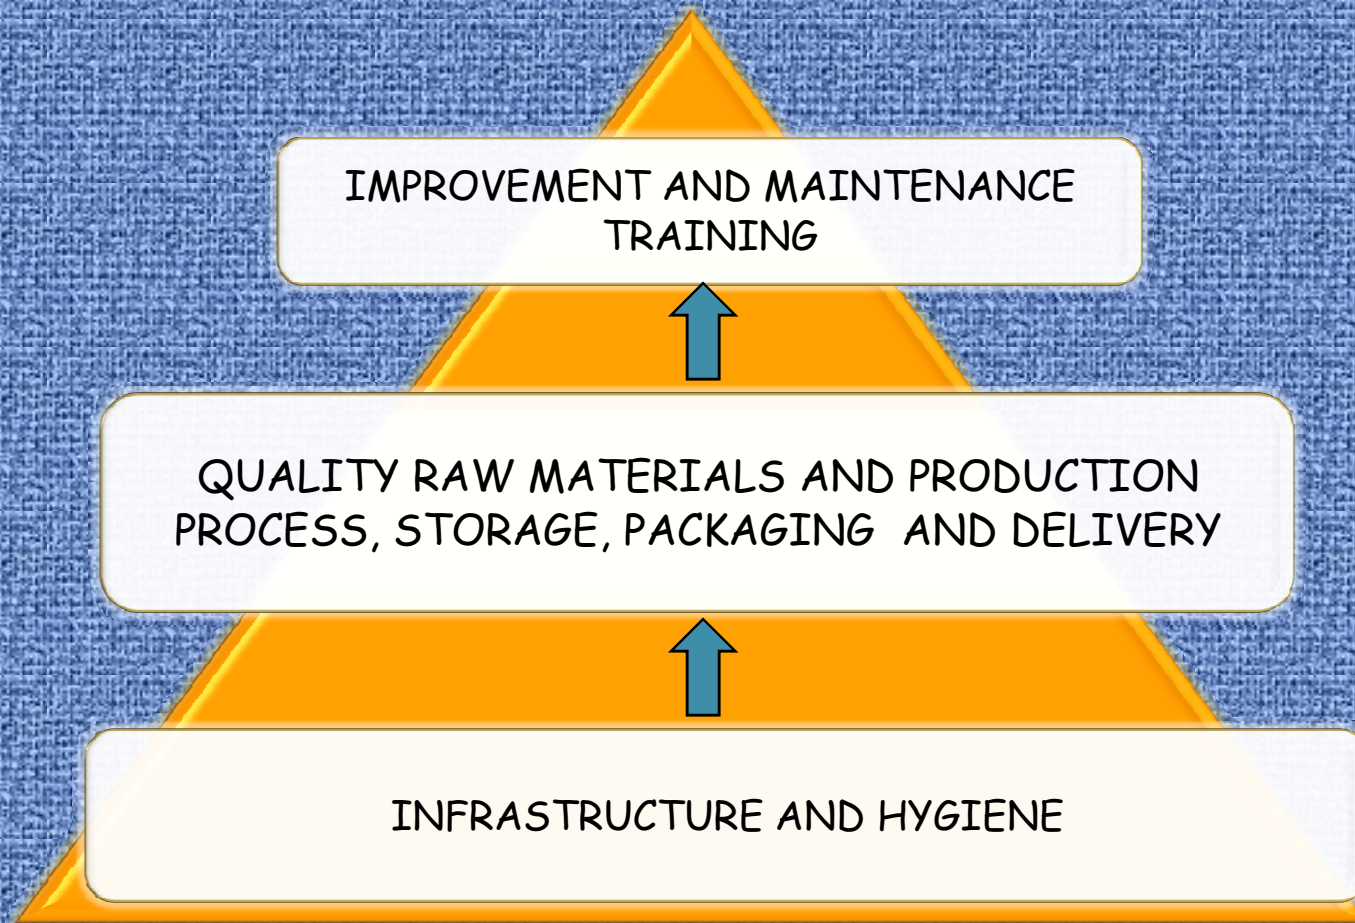 IMPROVEMENT AND MAINTENANCE
TRAINING
QUALITY RAW MATERIALS AND PRODUCTION
PROCESS, STORAGE, PACKAGING  AND DELIVERY
INFRASTRUCTURE AND HYGIENE